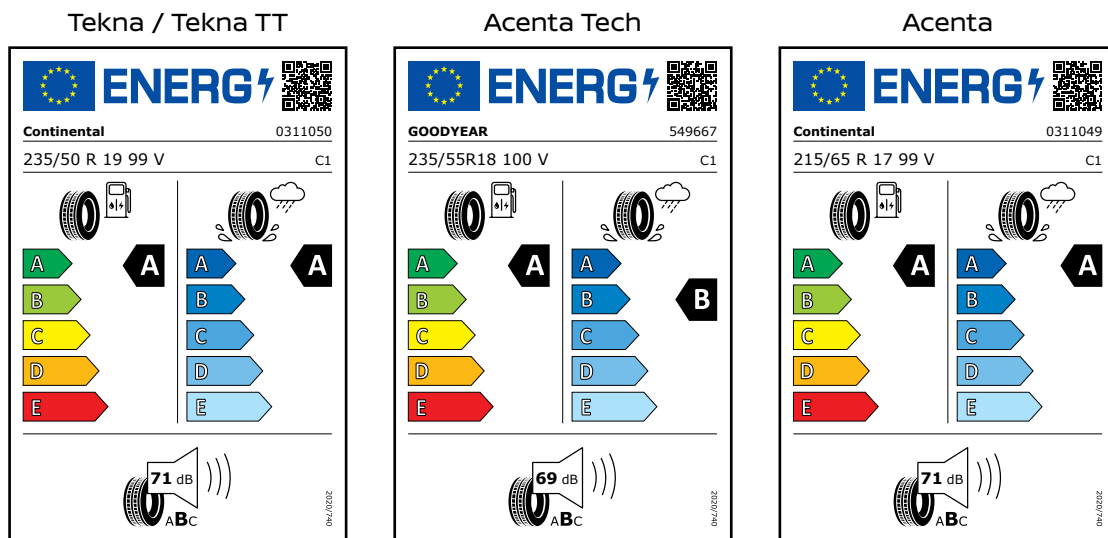 Tekna / Tekna TT
ENERG
Continental 0311050
235/50 R 19 99 V C1
A A
A A
B B
C C
D D
E E
71 dB
ABC
2020/740
Acenta Tech
ENERG
GOODYEAR 549667
235/55R18 100 V C1
A A
A
B B
B
C C
D D
E E
69 dB
ABC
2020/740
Acenta
ENERG
Continental 0311049
215/65 R 17 99 V C1
A A
A A
B B
C C
D D
E E
71 dB
ABC
2020/740